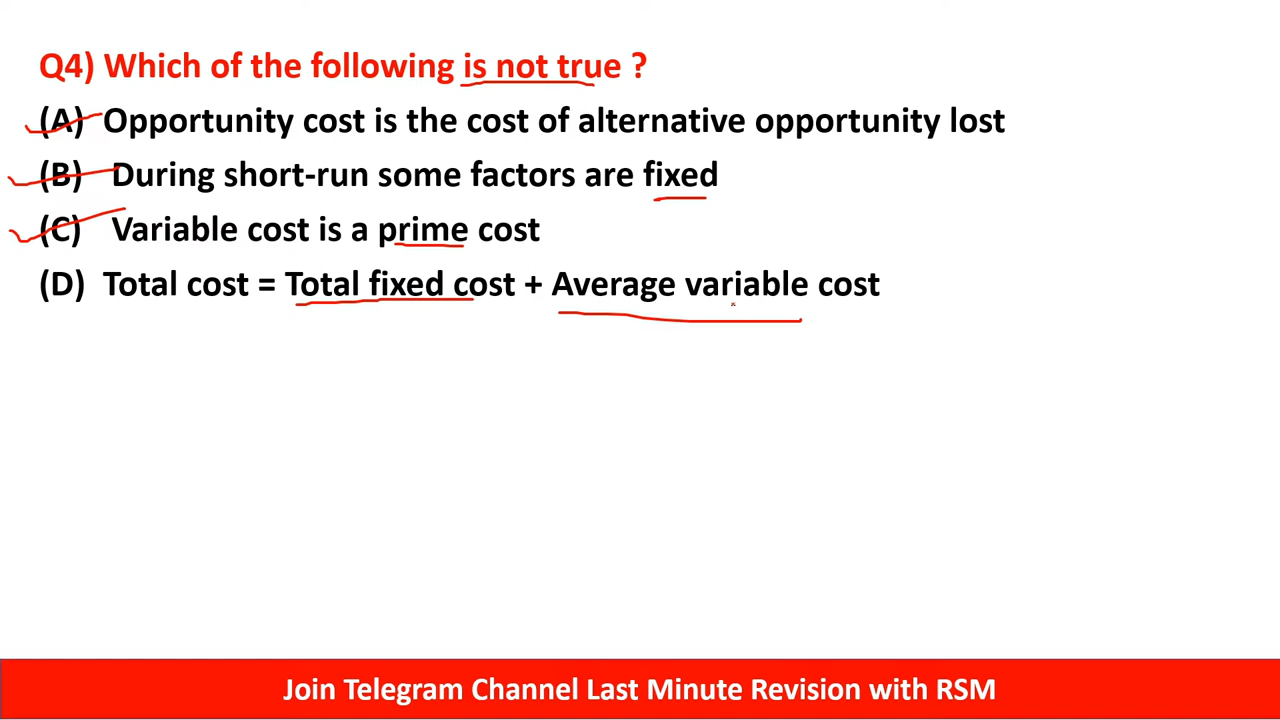 Q4) Which of the following is not true ?
(A) Opportunity cost is the cost of alternative opportunity lost
(B) During short-run some factors are fixed
(C) Variable cost is a prime cost
(D) Total cost = Total fixed cost + Average variable cost
Join Telegram Channel Last Minute Revision with RSM